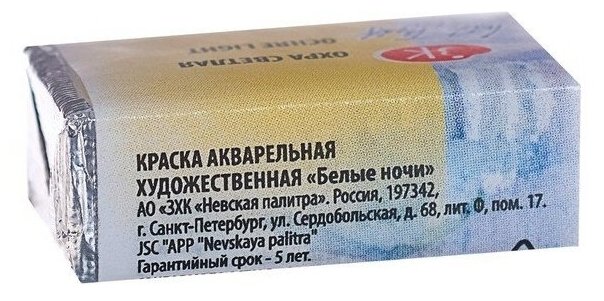 ОХРА СВЕТЛАЯ
OCHRE LIGHT
ЗХК
КРАСКА АКВАРЕЛЬНАЯ
ХУДОЖЕСТВЕННАЯ «Белые ночи»
АО «ЗХК «Невская палитра». Россия, 197342,
г. Санкт-Петербург, ул. Сердобольская, д. 68, лит. Ф, пом. 17.
JSC "APP "Nevskaya palitra"
Гарантийный срок – 5 лет.